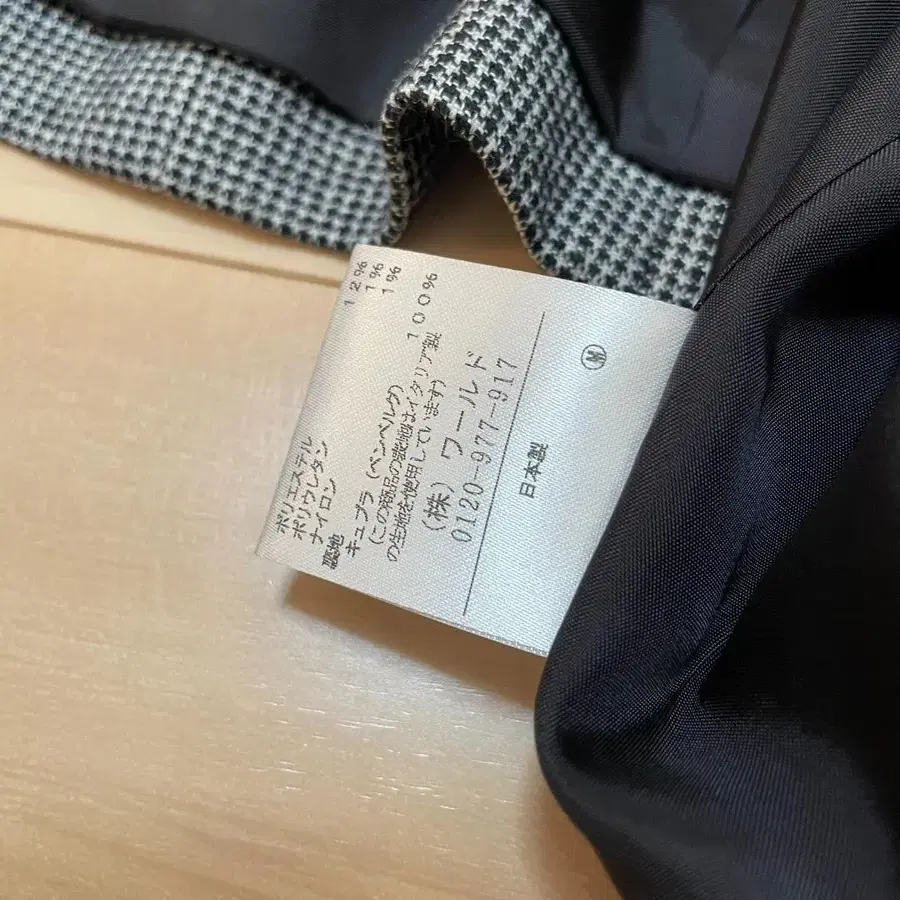 ポリエステル 12%
ポリウレタン 1%
ナイロン 1%
裏地
キュプラ(ベンベルグ) 100%
(この商品の表地はイタリア製
の生地を使用しています)
(株)ワールド
0120-977-917
日本製
M